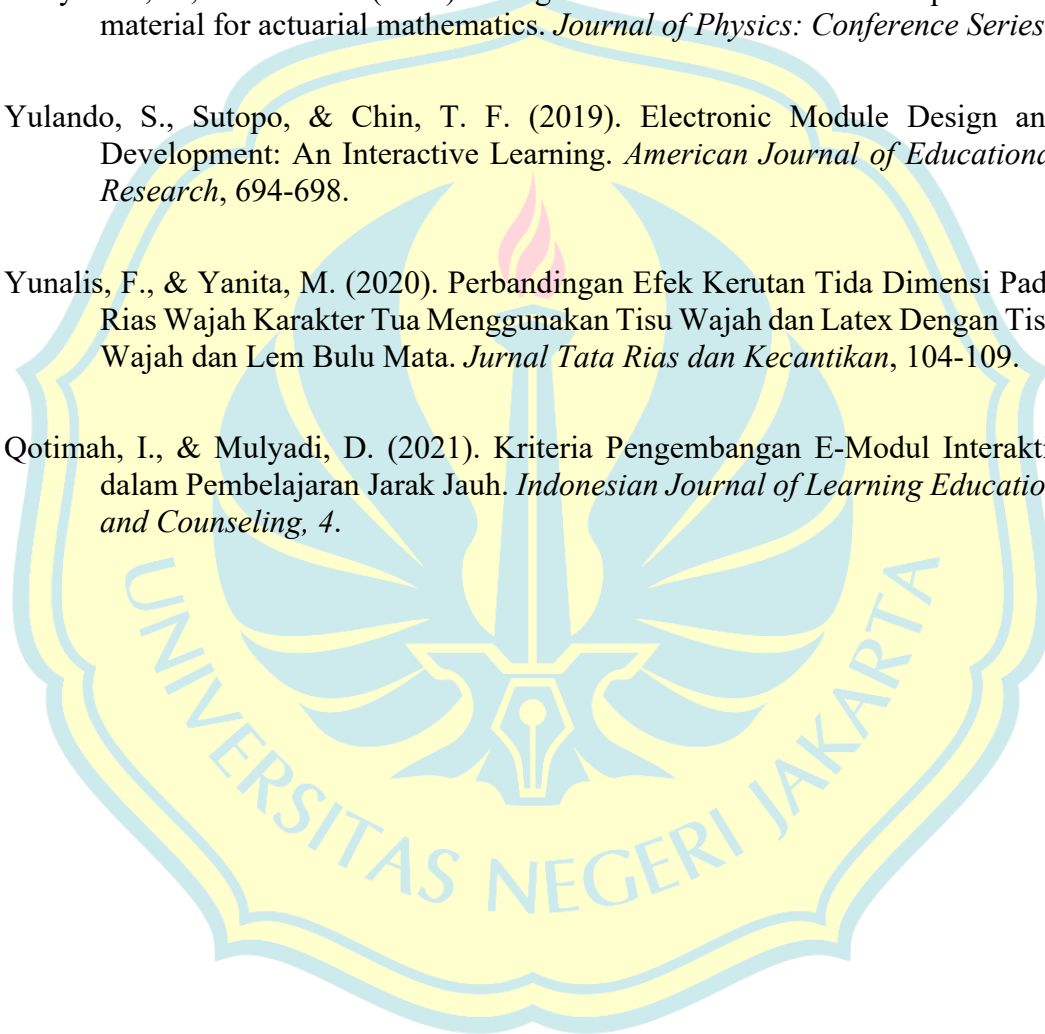 material for actuarial mathematics. Journal of Physics: Conference Series
Yulando, S., Sutopo, & Chin, T. F. (2019). Electronic Module Design an
Development: An Interactive Learning. American Journal of Educationa
Research, 694-698.
Yunalis, F., & Yanita, M. (2020). Perbandingan Efek Kerutan Tida Dimensi Pad
Rias Wajah Karakter Tua Menggunakan Tisu Wajah dan Latex Dengan Tis
Wajah dan Lem Bulu Mata. Jurnal Tata Rias dan Kecantikan, 104-109.
Qotimah, I., & Mulyadi, D. (2021). Kriteria Pengembangan E-Modul Interakti
dalam Pembelajaran Jarak Jauh. Indonesian Journal of Learning Educatio
and Counseling, 4.
UNIVERSITAS NEGERI JAKARTA